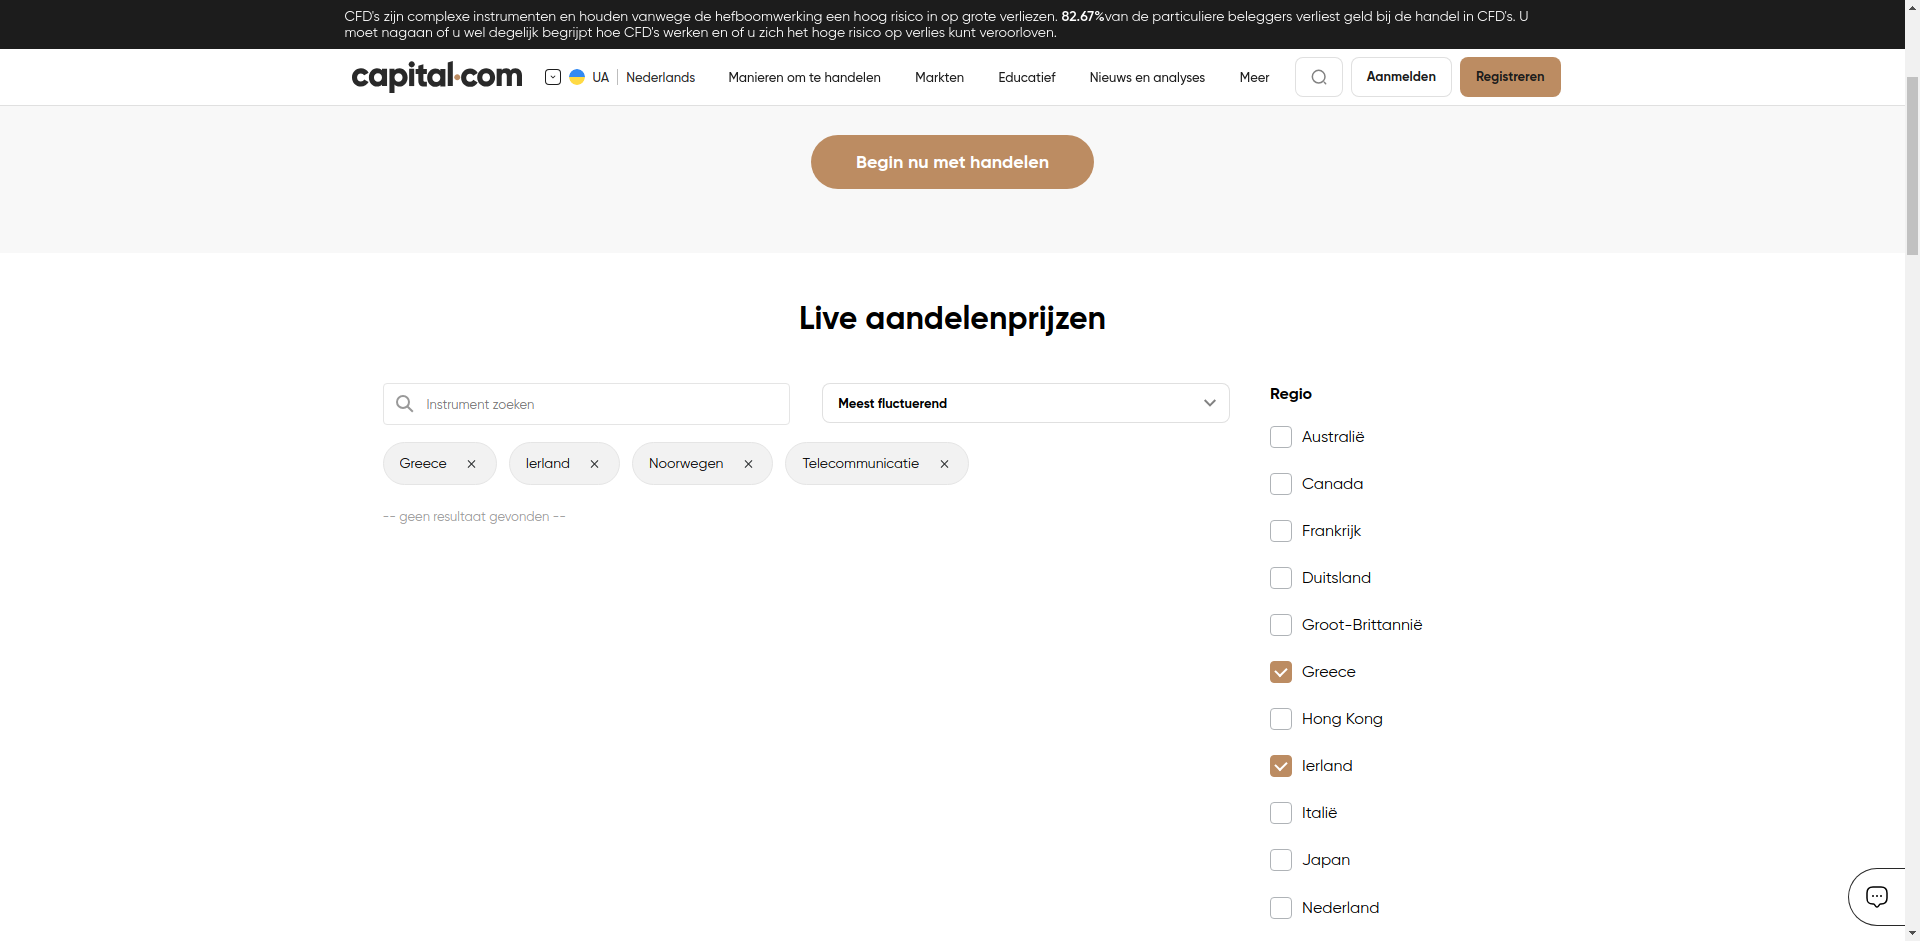 CFD's zijn complexe instrumenten en houden vanwege de hefboomwerking een hoog risico in op grote verliezen. 82.67%van de particuliere beleggers verliest geld bij de handel in CFD's. U
moet nagaan of u wel degelijk begrijpt hoe CFD's werken en of u zich het hoge risico op verlies kunt veroorloven.
capital.com
UA
Nederlands
Manieren om te handelen
Markten
Educatief
Nieuws en analyses
Meer
Aanmelden
Registreren
Begin nu met handelen
Live aandelenprijzen
Instrument zoeken
Meest fluctuerend
Greece
Ierland
Noorwegen
Telecommunicatie
-- geen resultaat gevonden --
Regio
Australië
Canada
Frankrijk
Duitsland
Groot-Brittannië
Greece
Hong Kong
Ierland
Italië
Japan
Nederland